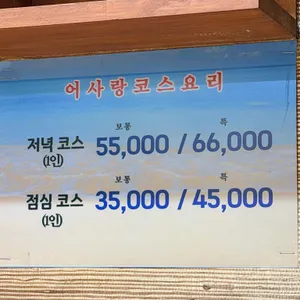 어사랑코스요리
보통 특
저녁 코스 55,000 / 66,000
(1인)
보통 특
점심 코스 35,000 / 45,000
(1인)